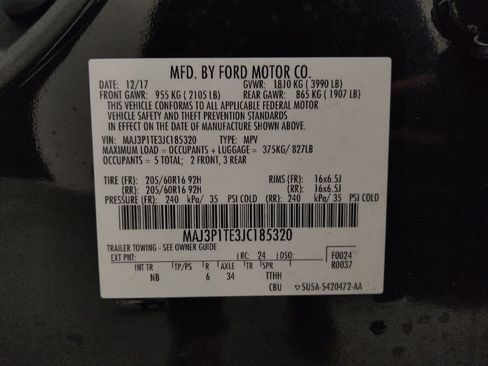 MFD. BY FORD MOTOR CO.
DATE: 12/17 GVWR: 1810 KG ( 3990 LB)
FRONT GAWR: 955 KG ( 2105 LB) REAR GAWR: 865 KG ( 1907 LB)
THIS VEHICLE CONFORMS TO ALL APPLICABLE FEDERAL MOTOR
VEHICLE SAFETY AND THEFT PREVENTION STANDARDS
IN EFFECT ON THE DATE OF MANUFACTURE SHOWN ABOVE.
VIN: MAJ3P1TE3JC185320 TYPE: MPV
MAXIMUM LOAD = OCCUPANTS + LUGGAGE = 375KG/ 827LB
OCCUPANTS = 5 TOTAL; 2 FRONT, 3 REAR
TIRE (FR): 205/60R16 92H RIMS (FR): 16x6.5J
(RR): 205/60R16 92H (RR): 16x6.5J
PRESSURE (FR): 240 kPa/ 35 PSI COLD (RR): 240 kPa/ 35 PSI COLD
MAJ3P1TE3JC185320
TRAILER TOWING - SEE OWNER GUIDE
EXT PNT: RC: 24 DSO: F0024
R0037
INT TR TP/PS R AXLE TR SPR
NB 6 34 TTHH
CBU 5U5A-5420472-AA